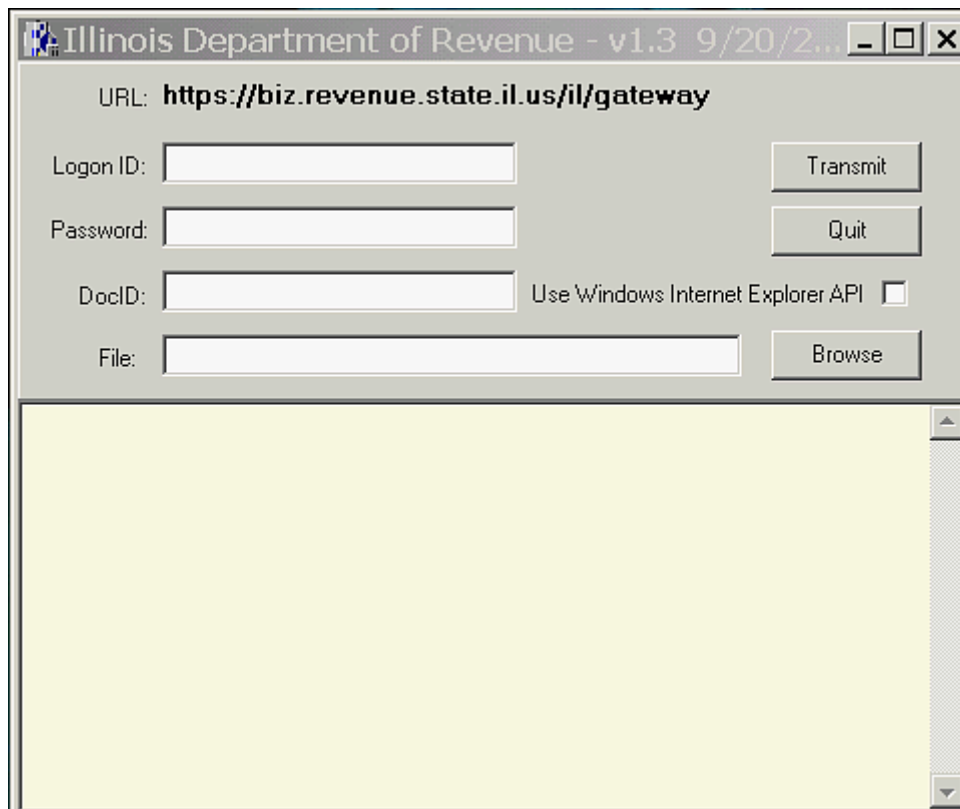 Illinois Department of Revenue - v1.3 9/20/2...
URL: https://biz.revenue.state.il.us/il/gateway
Logon ID: Transmit
Password: Quit
DocID: Use Windows Internet Explorer API
File: Browse